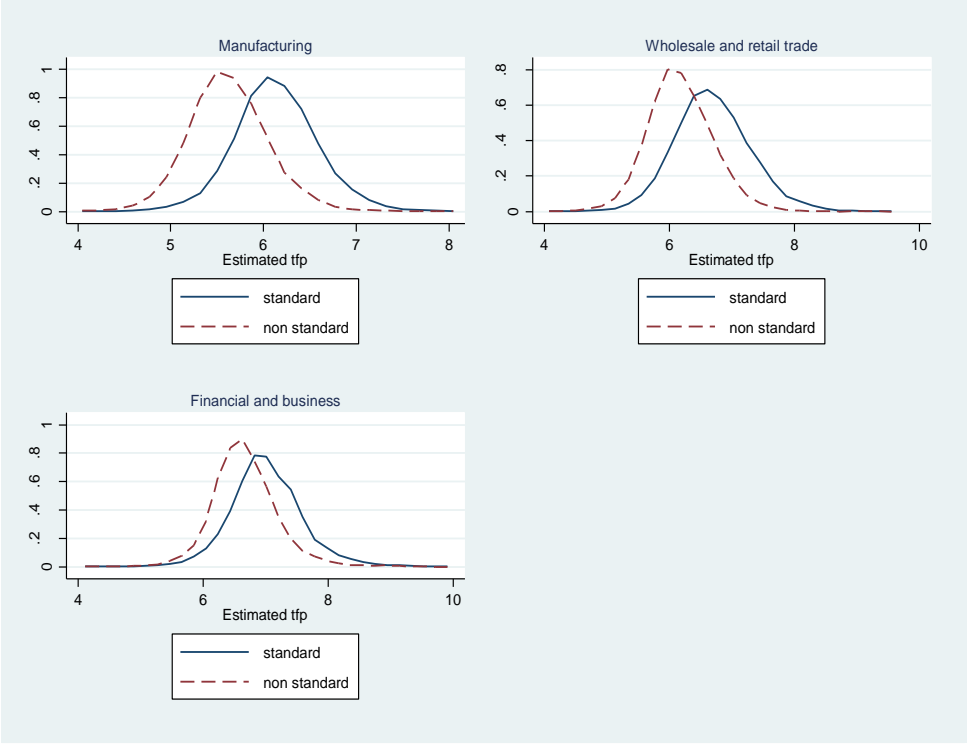 Manufacturing
1
.8
.6
.4
.2
0
4 5 6 7 8
Estimated tfp
standard
non standard
Wholesale and retail trade
.8
.6
.4
.2
0
4 6 8 10
Estimated tfp
standard
non standard
Financial and business
1
.8
.6
.4
.2
0
4 6 8 10
Estimated tfp
standard
non standard